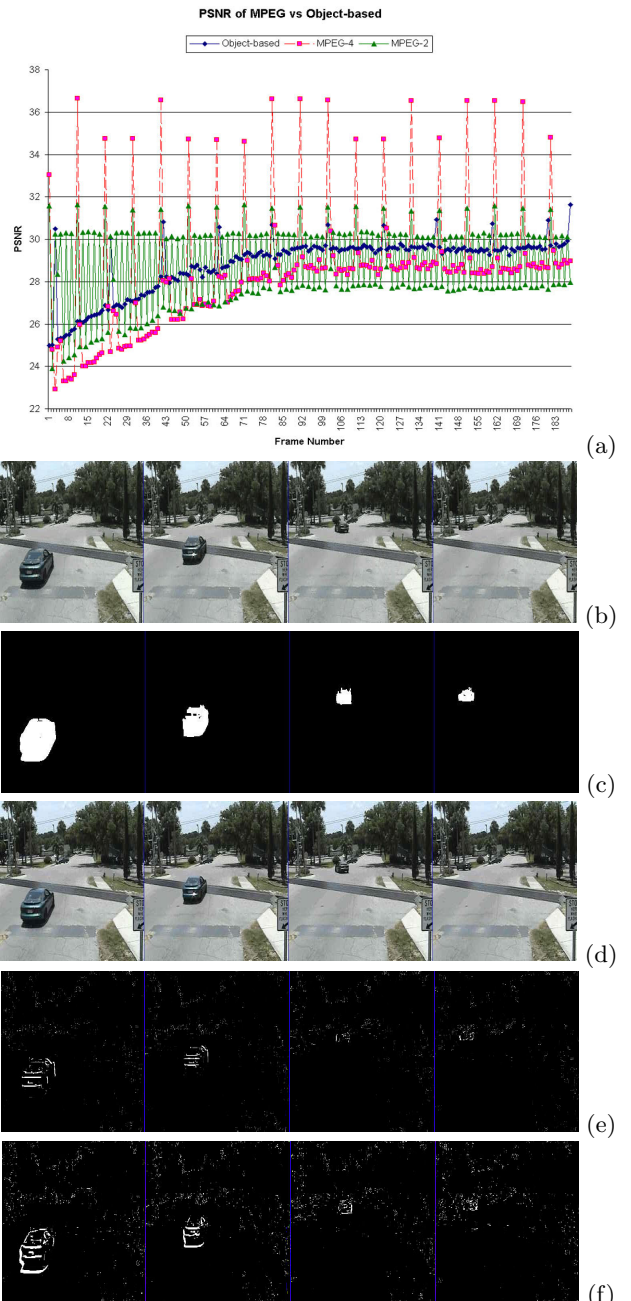 PSNR of MPEG vs Object-based
Object-based MPEG-4 MPEG-2
38
36
34
32
30
28
26
24
22
PSNR
1 8 15 22 29 36 43 50 57 64 71 78 85 92 99 106 113 120 127 134 141 148 155 162 169 176 183
Frame Number
(a)
STO
(b)
(c)
STO
(d)
(e)
(f)